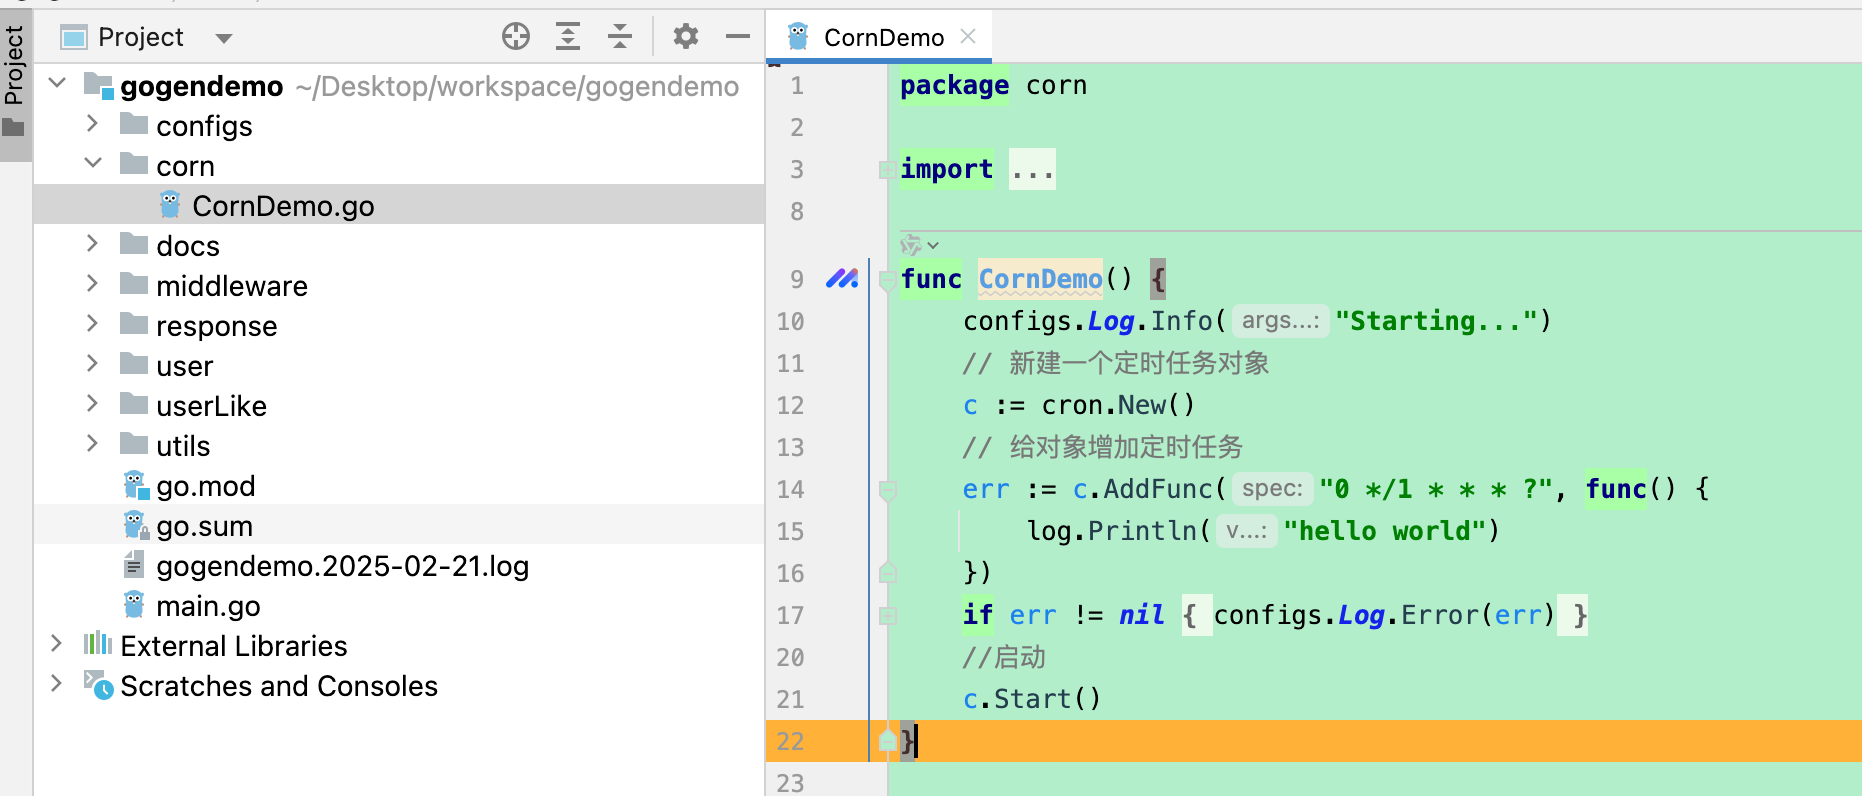 Project
Project
gogendemo ~/Desktop/workspace/gogendemo
configs
corn
CornDemo.go
docs
middleware
response
user
userLike
utils
go.mod
go.sum
gogendemo.2025-02-21.log
main.go
External Libraries
Scratches and Consoles
CornDemo
1 package corn
2
3 import ...
8
9 func CornDemo() {
10 configs.Log.Info( args...: "Starting...")
11 // 新建一个定时任务对象
12 c := cron.New()
13 // 给对象增加定时任务
14 err := c.AddFunc( spec: "0 */1 * * * ?", func() {
15 log.Println( v...: "hello world")
16 })
17 if err != nil { configs.Log.Error(err) }
20 //启动
21 c.Start()
22 }
23